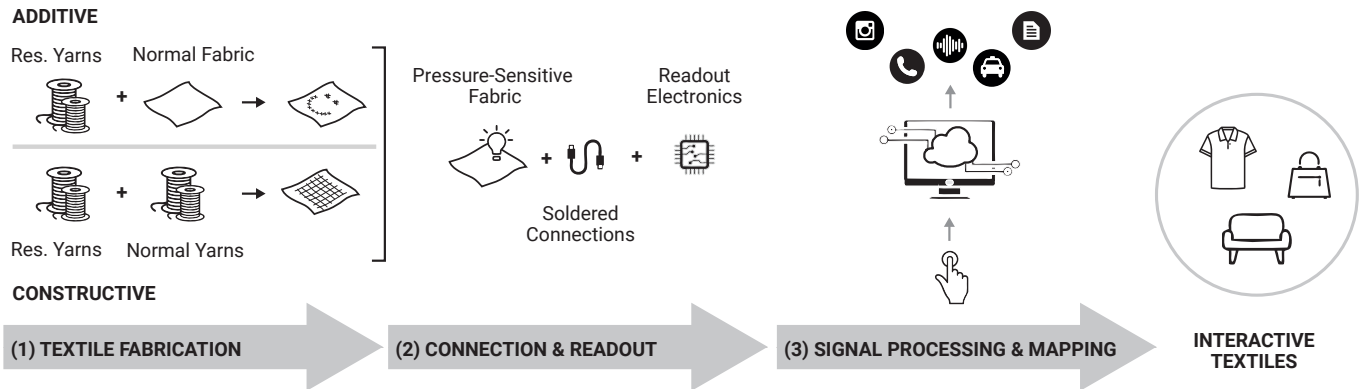 ADDITIVE
Res. Yarns
Normal Fabric
+
+
Res. Yarns
Normal Yarns
CONSTRUCTIVE
Pressure-Sensitive
Fabric
Readout
Electronics
+
+
Soldered
Connections
(1) TEXTILE FABRICATION
(2) CONNECTION & READOUT
(3) SIGNAL PROCESSING & MAPPING
INTERACTIVE
TEXTILES